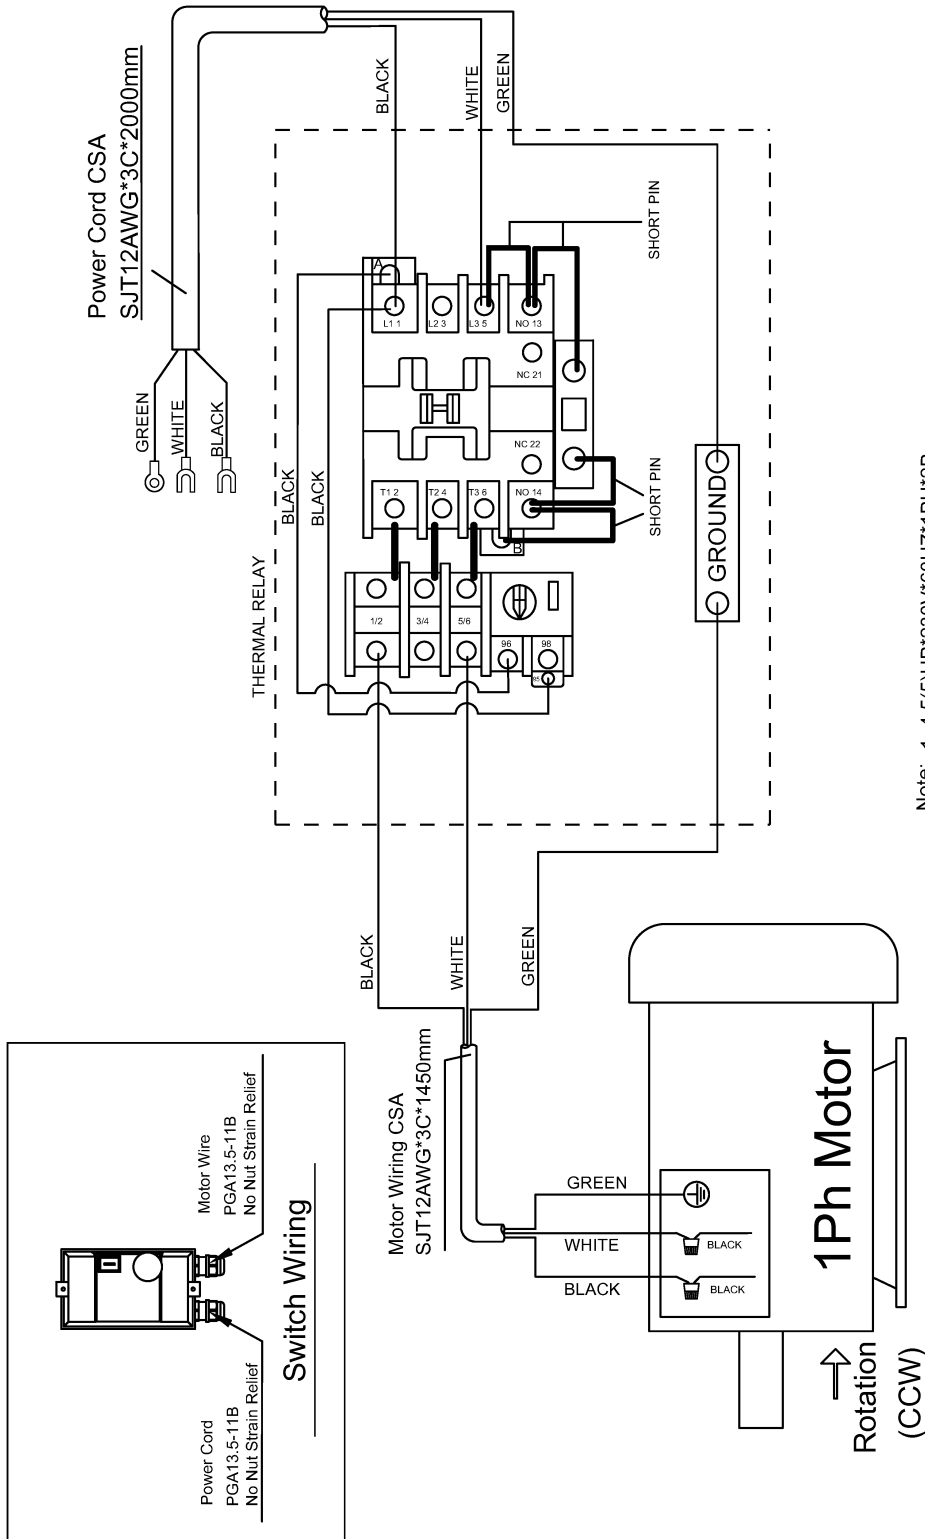 Power Cord CSA
SJT12AWG*3C*2000mm
GREEN
WHITE
BLACK
BLACK
WHITE
GREEN
SHORT PIN
A
L1 1
L2 3
L3 5
NO 13
NC 21
NC 22
T1 2
T2 4
T3 6
NO 14
B
SHORT PIN
BLACK
BLACK
THERMAL RELAY
1/2
3/4
5/6
96
98
95
GROUND
BLACK
WHITE
GREEN
Motor Wiring CSA
SJT12AWG*3C*1450mm
GREEN
WHITE
BLACK
BLACK
BLACK
1Ph Motor
Rotation
(CCW)
Motor Wire
PGA13.5-11B
No Nut Strain Relief
Power Cord
PGA13.5-11B
No Nut Strain Relief
Switch Wiring
Note: